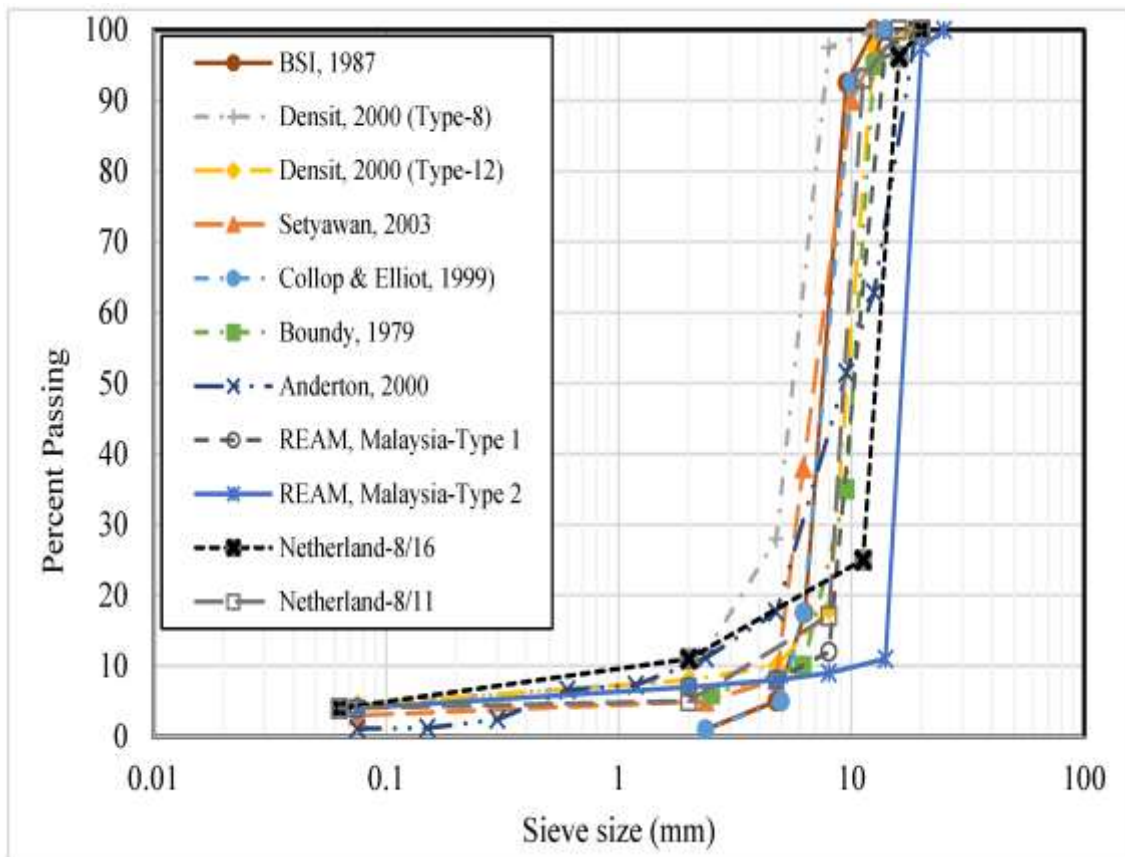 100
90
80
70
60
50
40
30
20
10
0
Percent Passing
BSI, 1987
Densit, 2000 (Type-8)
Densit, 2000 (Type-12)
Setyawan, 2003
Collop & Elliot, 1999)
Boundy, 1979
Anderton, 2000
REAM, Malaysia-Type 1
REAM, Malaysia-Type 2
Netherland-8/16
Netherland-8/11
0.01 0.1 1 10 100
Sieve size (mm)